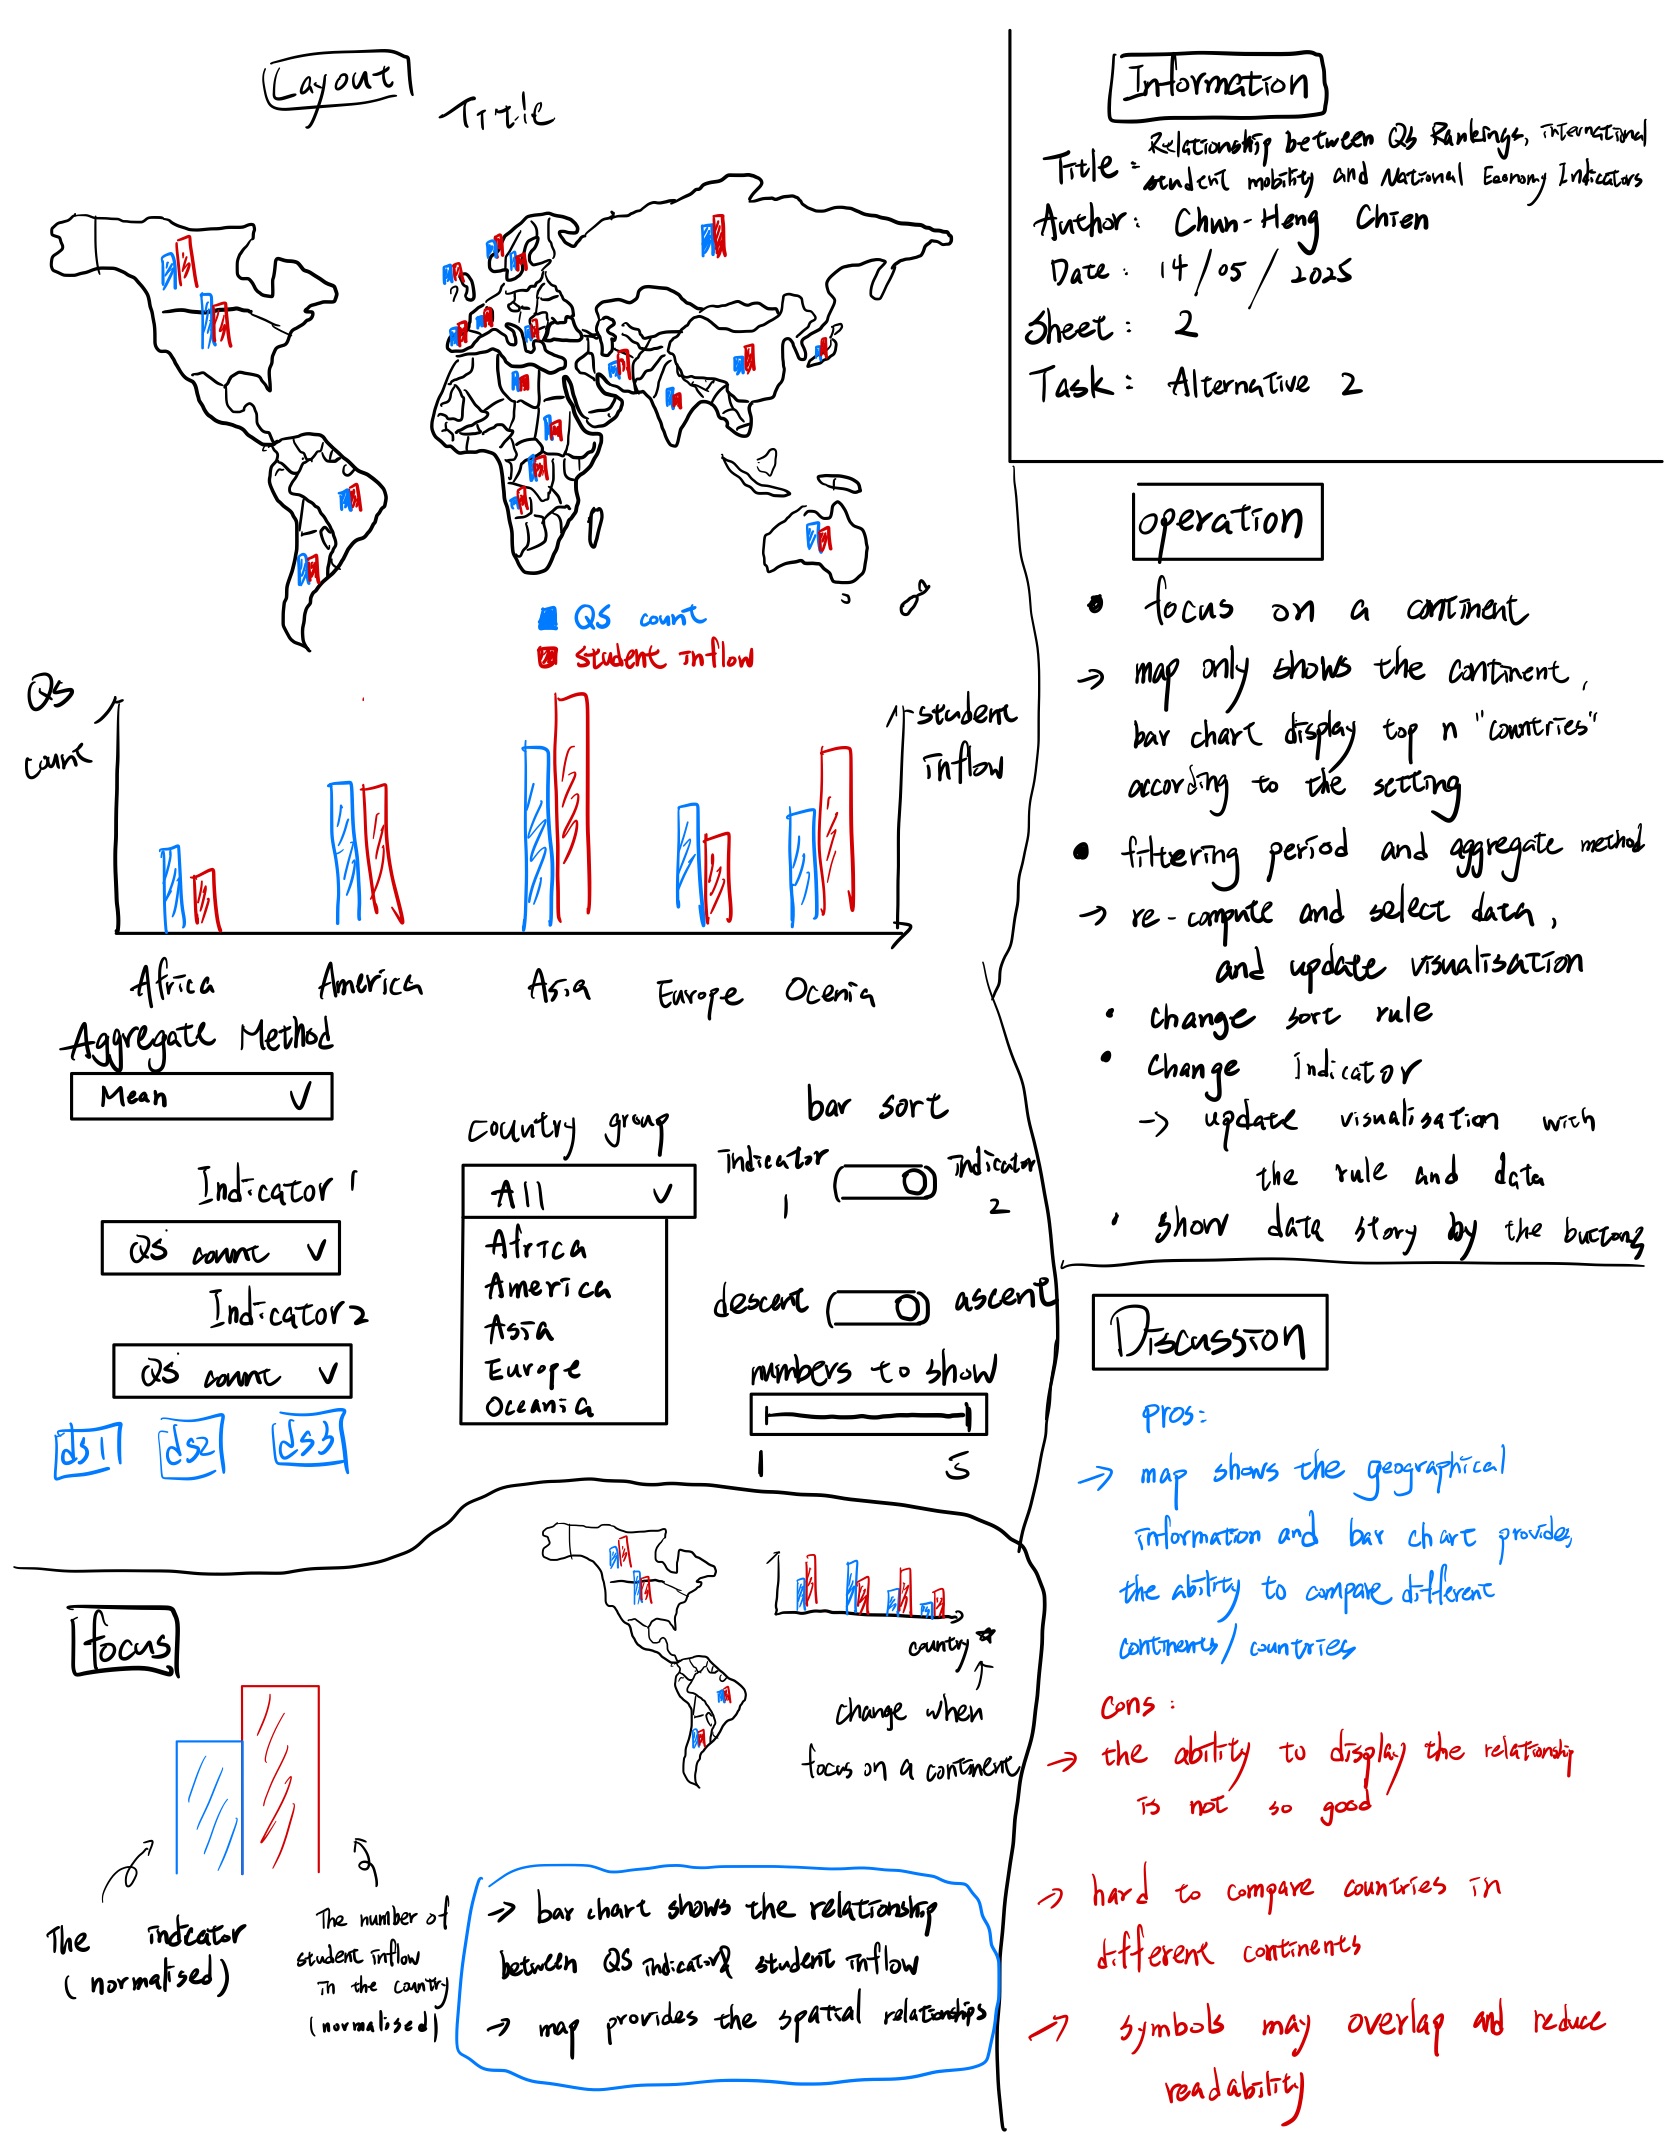 Layout
Title
QS count
student inflow
QS
count
student
inflow
Africa
America
Asia
Europe
Ocenia
Aggregate Method
Mean
Indicator 1
QS count
Indicator 2
QS count
ds1
ds2
ds3
country group
All
Africa
America
Asia
Europe
Oceania
bar sort
indicator
1
indicator
2
descent
ascent
numbers to show
1
5
Information
Title: Relationship between QS Rankings, international
student mobility and National Economy Indicators
Author: Chun-Heng Chien
Date: 14/05/2025
Sheet: 2
Task: Alternative 2
operation
• focus on a continent
→ map only shows the continent,
bar chart display top n "countries"
according to the setting
• filtering period and aggregate method
→ re-compute and select data,
and update visualisation
• change sort rule
• change Indicator
→ update visualisation with
the rule and data
• show data story by the buttons
Discussion
pros:
→ map shows the geographical
information and bar chart provides
the ability to compare different
continents/countries
cons:
→ the ability to display the relationship
is not so good
→ hard to compare countries in
different continents
→ symbols may overlap and reduce
readability
focus
The indicator
(normalised)
The number of
student inflow
in the country
(normalised)
country
change when
focus on a continent
→ bar chart shows the relationship
between QS indicator& student inflow
→ map provides the spatial relationships